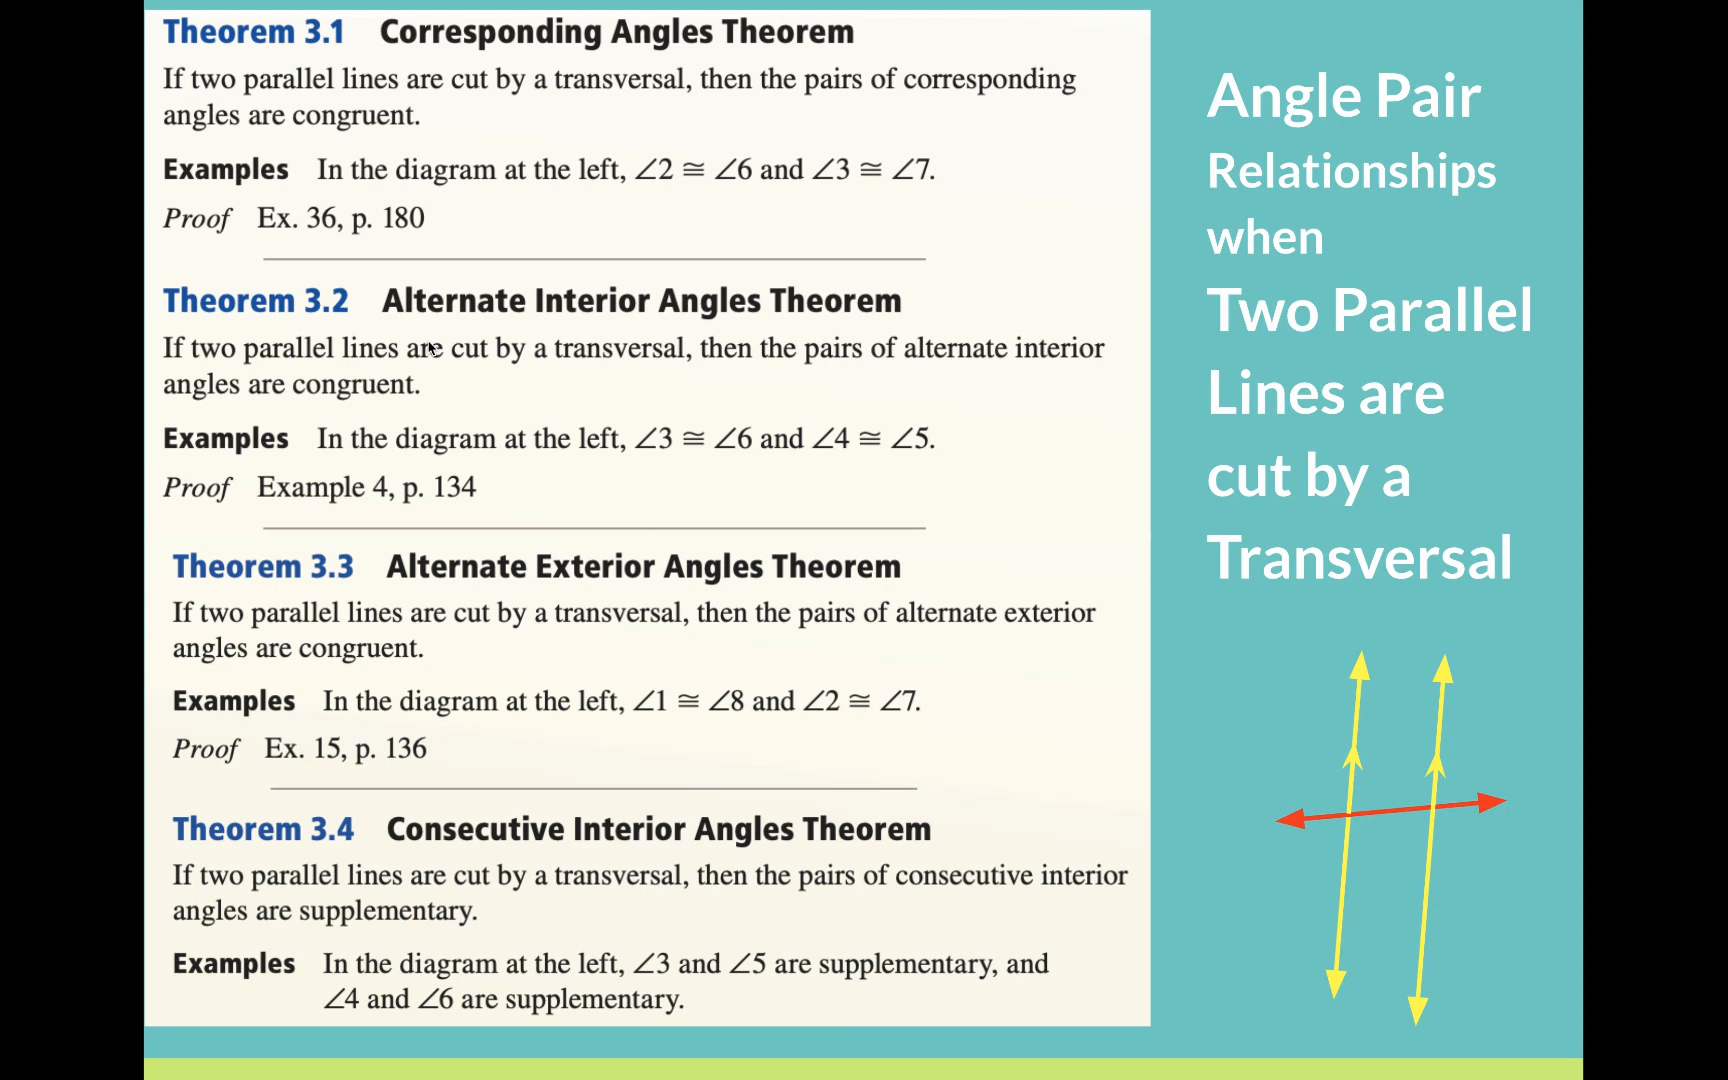 Theorem 3.1 Corresponding Angles Theorem
If two parallel lines are cut by a transversal, then the pairs of corresponding
angles are congruent.
Examples In the diagram at the left, ∠2 ≅ ∠6 and ∠3 ≅ ∠7.
Proof Ex. 36, p. 180
Theorem 3.2 Alternate Interior Angles Theorem
If two parallel lines are cut by a transversal, then the pairs of alternate interior
angles are congruent.
Examples In the diagram at the left, ∠3 ≅ ∠6 and ∠4 ≅ ∠5.
Proof Example 4, p. 134
Theorem 3.3 Alternate Exterior Angles Theorem
If two parallel lines are cut by a transversal, then the pairs of alternate exterior
angles are congruent.
Examples In the diagram at the left, ∠1 ≅ ∠8 and ∠2 ≅ ∠7.
Proof Ex. 15, p. 136
Theorem 3.4 Consecutive Interior Angles Theorem
If two parallel lines are cut by a transversal, then the pairs of consecutive interior
angles are supplementary.
Examples In the diagram at the left, ∠3 and ∠5 are supplementary, and
∠4 and ∠6 are supplementary.
Angle Pair
Relationships
when
Two Parallel
Lines are
cut by a
Transversal